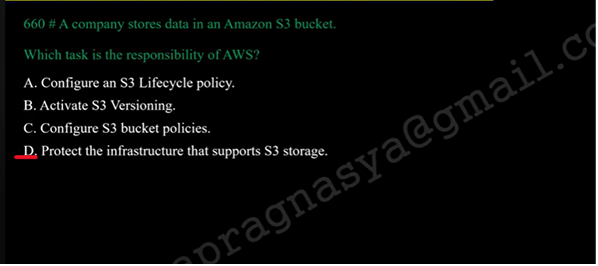 660 # A company stores data in an Amazon S3 bucket.
Which task is the responsibility of AWS?
A. Configure an S3 Lifecycle policy.
B. Activate S3 Versioning.
C. Configure S3 bucket policies.
D. Protect the infrastructure that supports S3 storage.